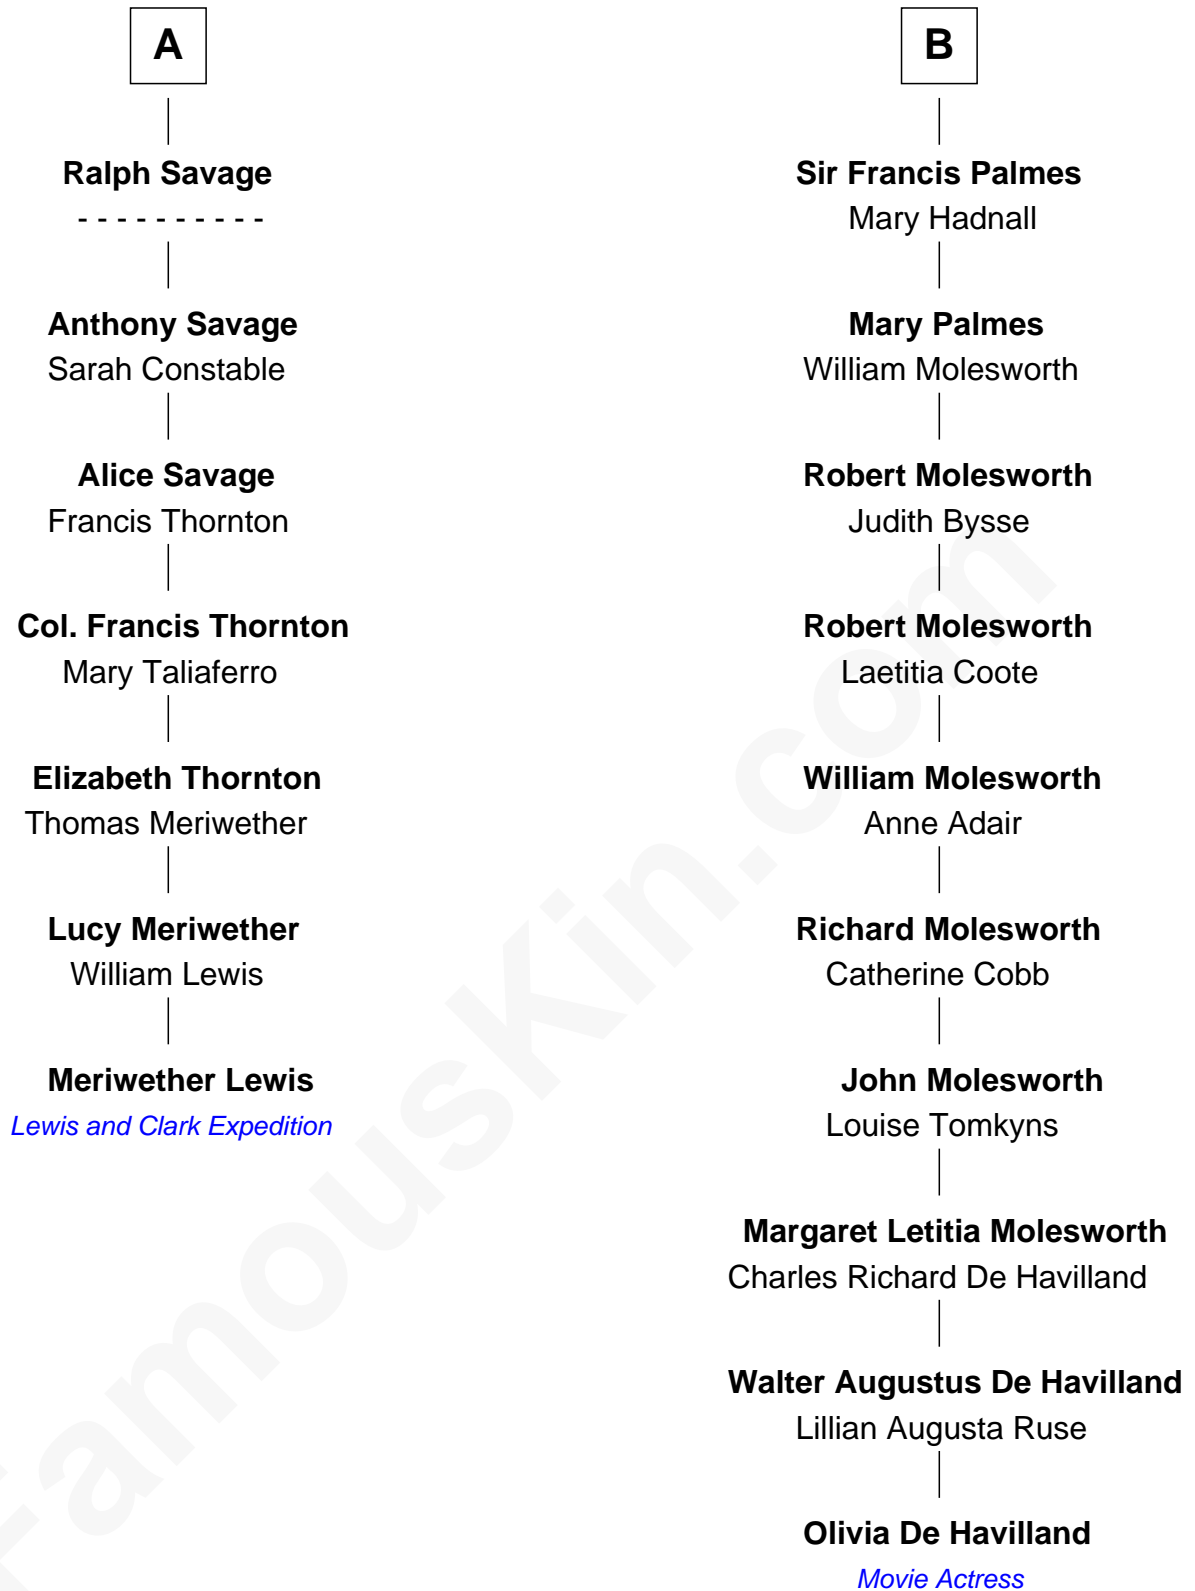 A
Ralph Savage
- - - - - - - - - -
Anthony Savage
Sarah Constable
Alice Savage
Francis Thornton
Col. Francis Thornton
Mary Taliaferro
Elizabeth Thornton
Thomas Meriwether
Lucy Meriwether
William Lewis
Meriwether Lewis
Lewis and Clark Expedition
B
Sir Francis Palmes
Mary Hadnall
Mary Palmes
William Molesworth
Robert Molesworth
Judith Bysse
Robert Molesworth
Laetitia Coote
William Molesworth
Anne Adair
Richard Molesworth
Catherine Cobb
John Molesworth
Louise Tomkyns
Margaret Letitia Molesworth
Charles Richard De Havilland
Walter Augustus De Havilland
Lillian Augusta Ruse
Olivia De Havilland
Movie Actress
FamousKin.com